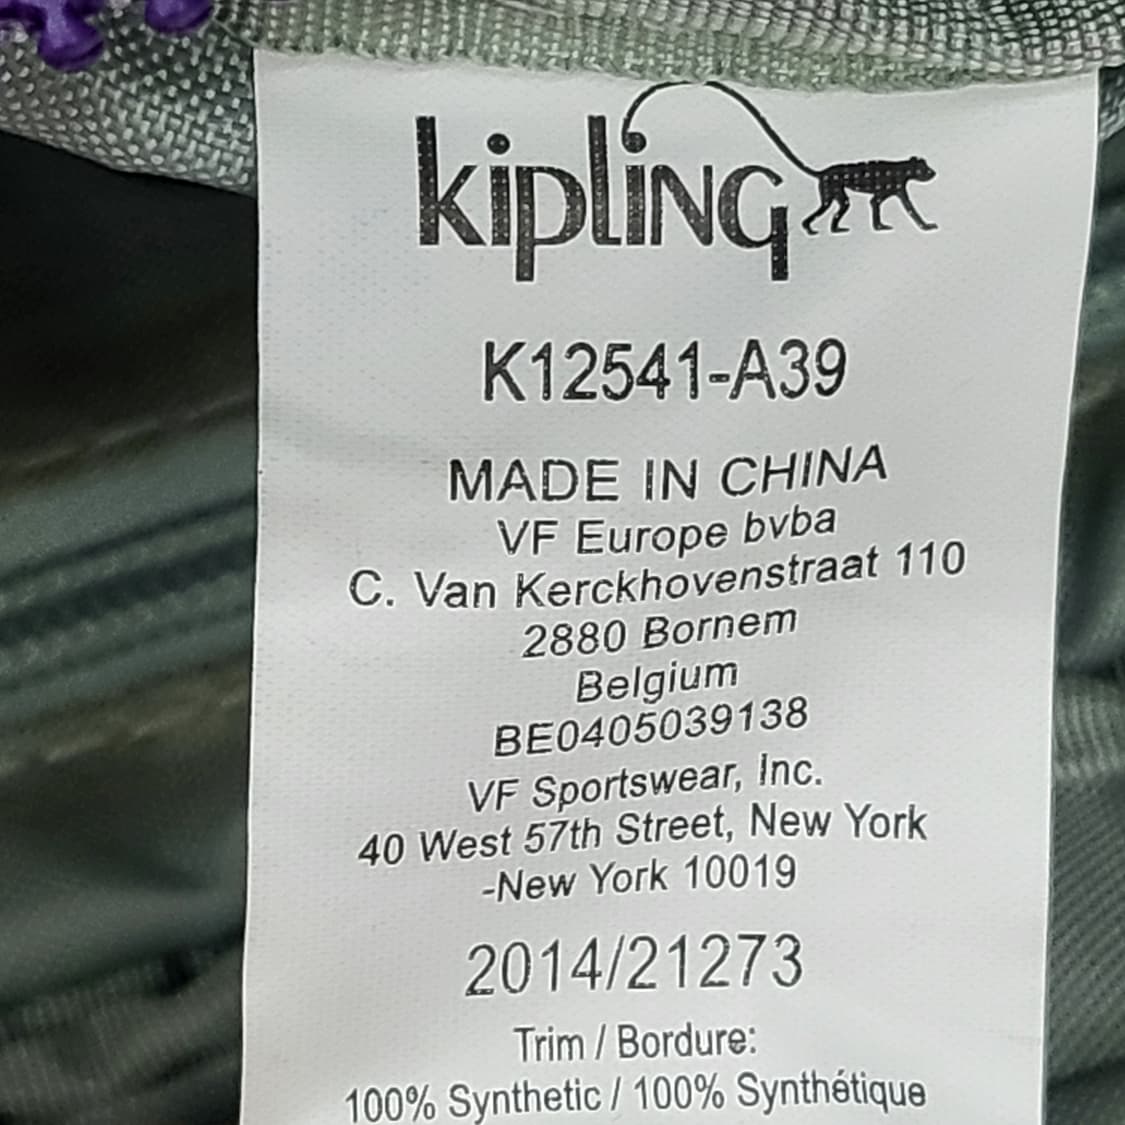 kipling
K12541-A39
MADE IN CHINA
VF Europe bvba
C. Van Kerckhovenstraat 110
2880 Bornem
Belgium
BE0405039138
VF Sportswear, Inc.
40 West 57th Street, New York
-New York 10019
2014/21273
Trim / Bordure:
100% Synthetic / 100% Synthétique